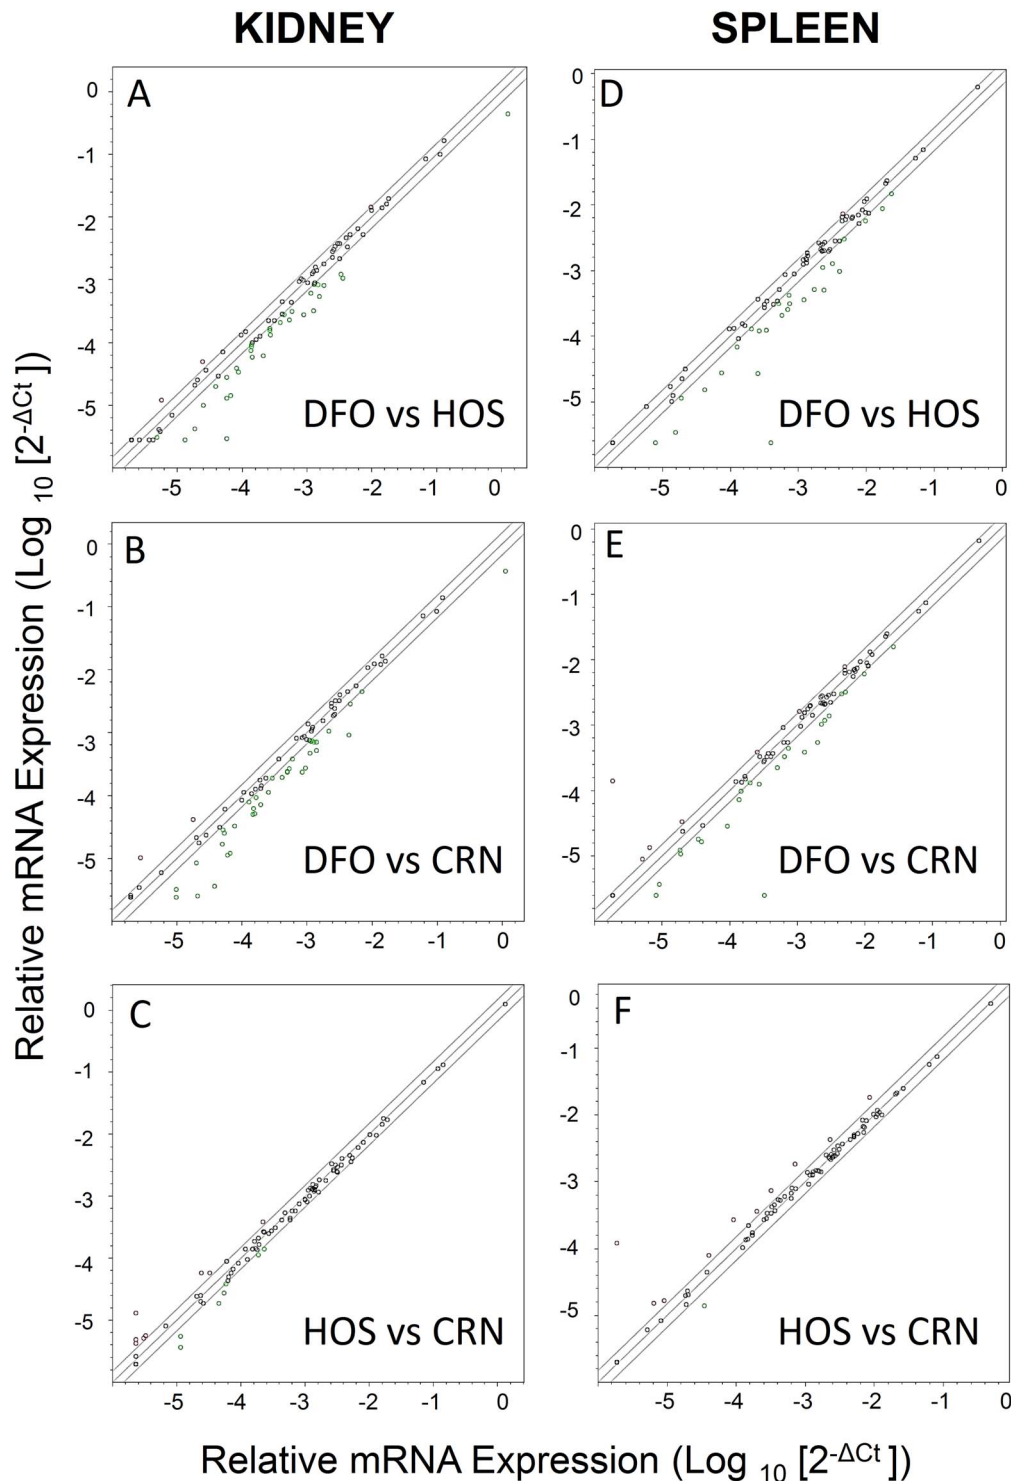 KIDNEY SPLEEN
Relative mRNA Expression (Log 10 [2-ΔCt ])
A
0
-1
-2
-3
-4
-5
DFO vs HOS
-5 -4 -3 -2 -1 0
D
0
-1
-2
-3
-4
-5
DFO vs HOS
-5 -4 -3 -2 -1 0
B
0
-1
-2
-3
-4
-5
DFO vs CRN
-5 -4 -3 -2 -1 0
E
0
-1
-2
-3
-4
-5
DFO vs CRN
-5 -4 -3 -2 -1 0
C
0
-1
-2
-3
-4
-5
HOS vs CRN
-5 -4 -3 -2 -1 0
F
0
-1
-2
-3
-4
-5
HOS vs CRN
-5 -4 -3 -2 -1 0
Relative mRNA Expression (Log 10 [2-ΔCt ])